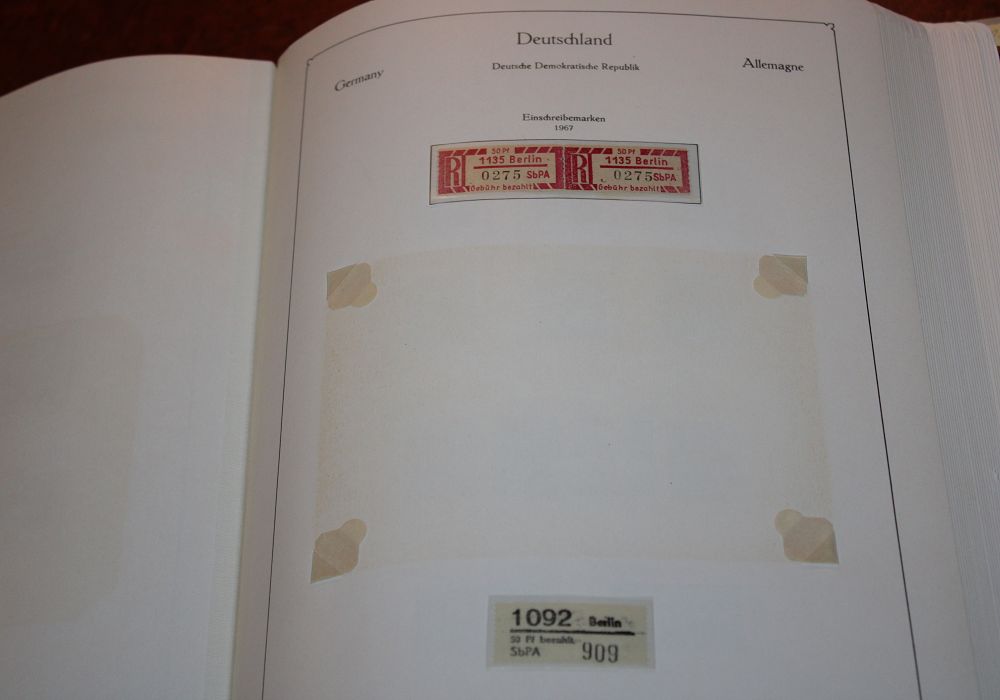 Deutschland
Germany Deutsche Demokratische Republik Allemagne
Einschreibemarken
1967
50 Pf 50 Pf
R 1135 Berlin R 1135 Berlin
0275 SbPA 0275 SbPA
Gebühr bezahlt Gebühr bezahlt
1092 Berlin
50 Pf bezahlt
SbPA 909